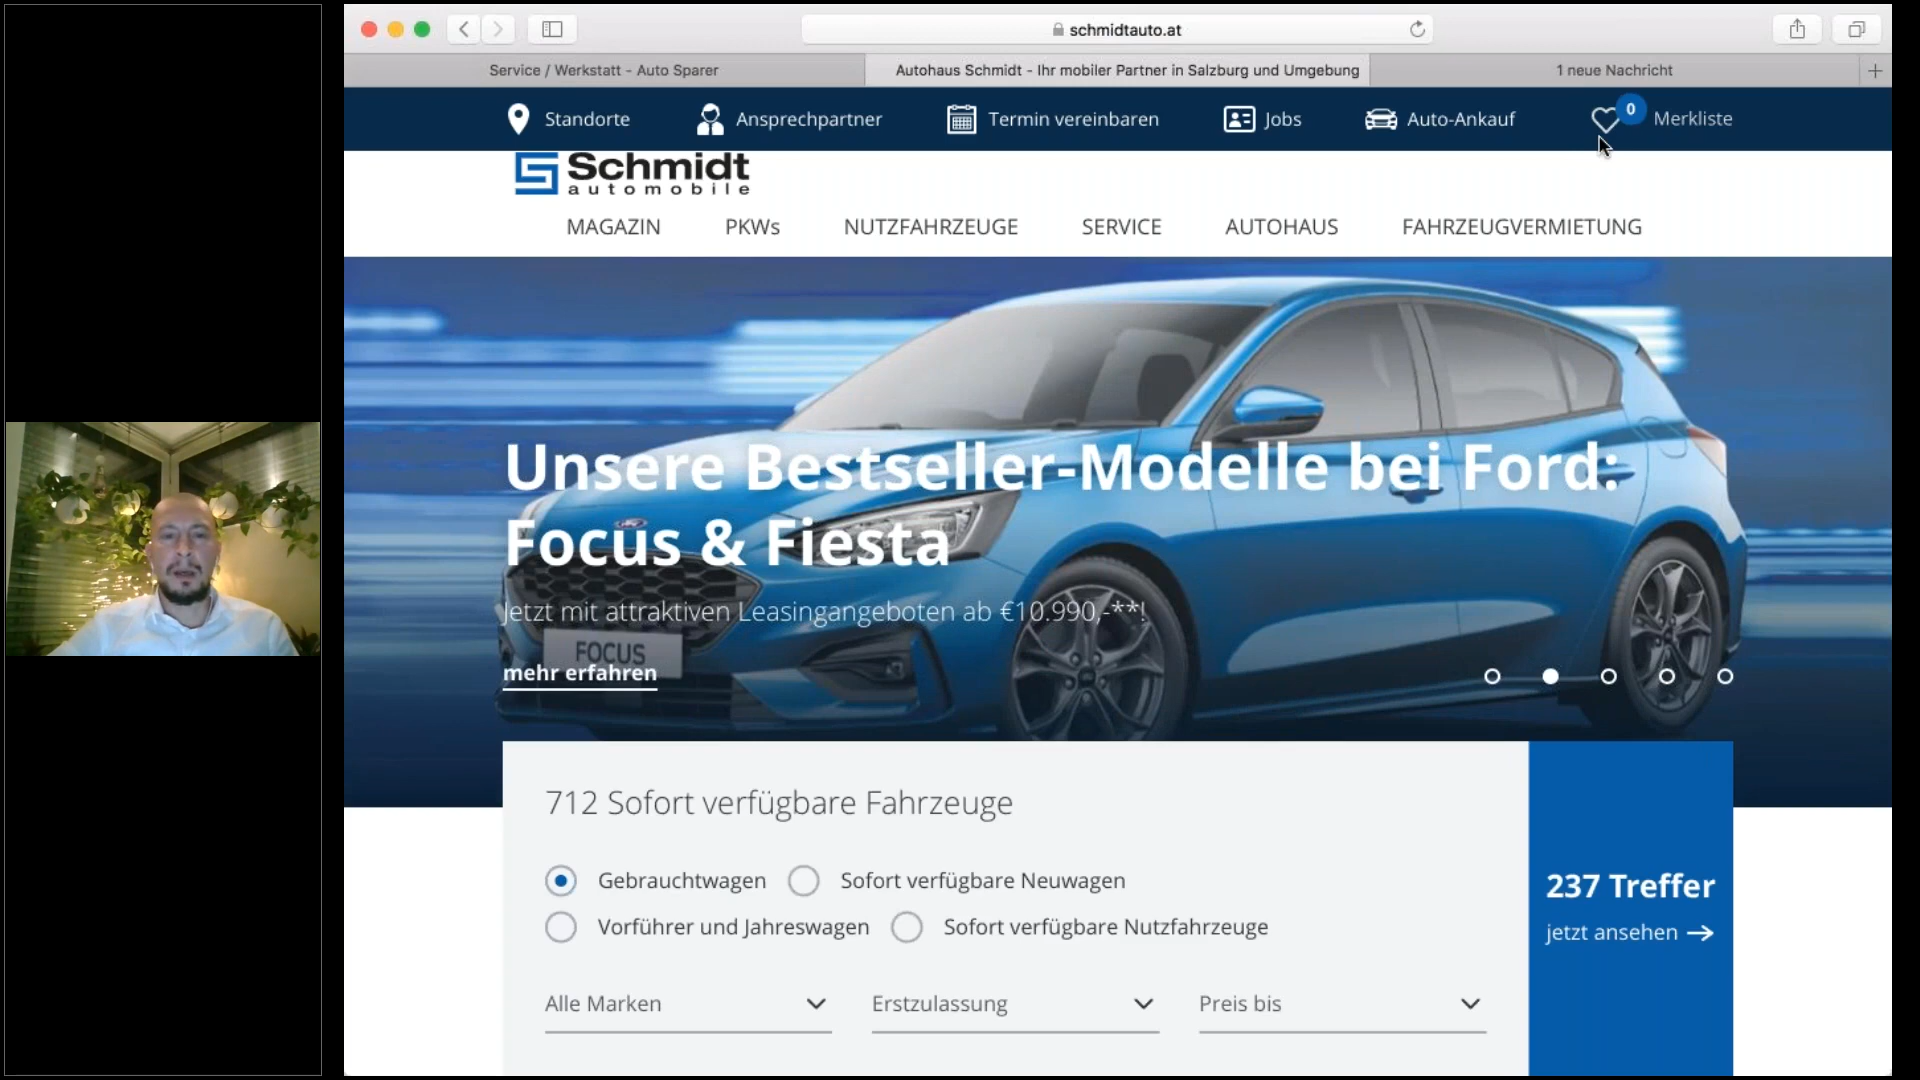 schmidtauto.at
Service / Werkstatt - Auto Sparer
Autohaus Schmidt - Ihr mobiler Partner in Salzburg und Umgebung
1 neue Nachricht
Standorte
Ansprechpartner
Termin vereinbaren
Jobs
Auto-Ankauf
0
Merkliste
Schmidt
automobile
MAGAZIN
PKWs
NUTZFAHRZEUGE
SERVICE
AUTOHAUS
FAHRZEUGVERMIETUNG
Unsere Bestseller-Modelle bei Ford:
Focus & Fiesta
Jetzt mit attraktiven Leasingangeboten ab €10.990,-**!
FOCUS
mehr erfahren
712 Sofort verfügbare Fahrzeuge
Gebrauchtwagen
Sofort verfügbare Neuwagen
Vorführer und Jahreswagen
Sofort verfügbare Nutzfahrzeuge
237 Treffer
jetzt ansehen
Alle Marken
Erstzulassung
Preis bis